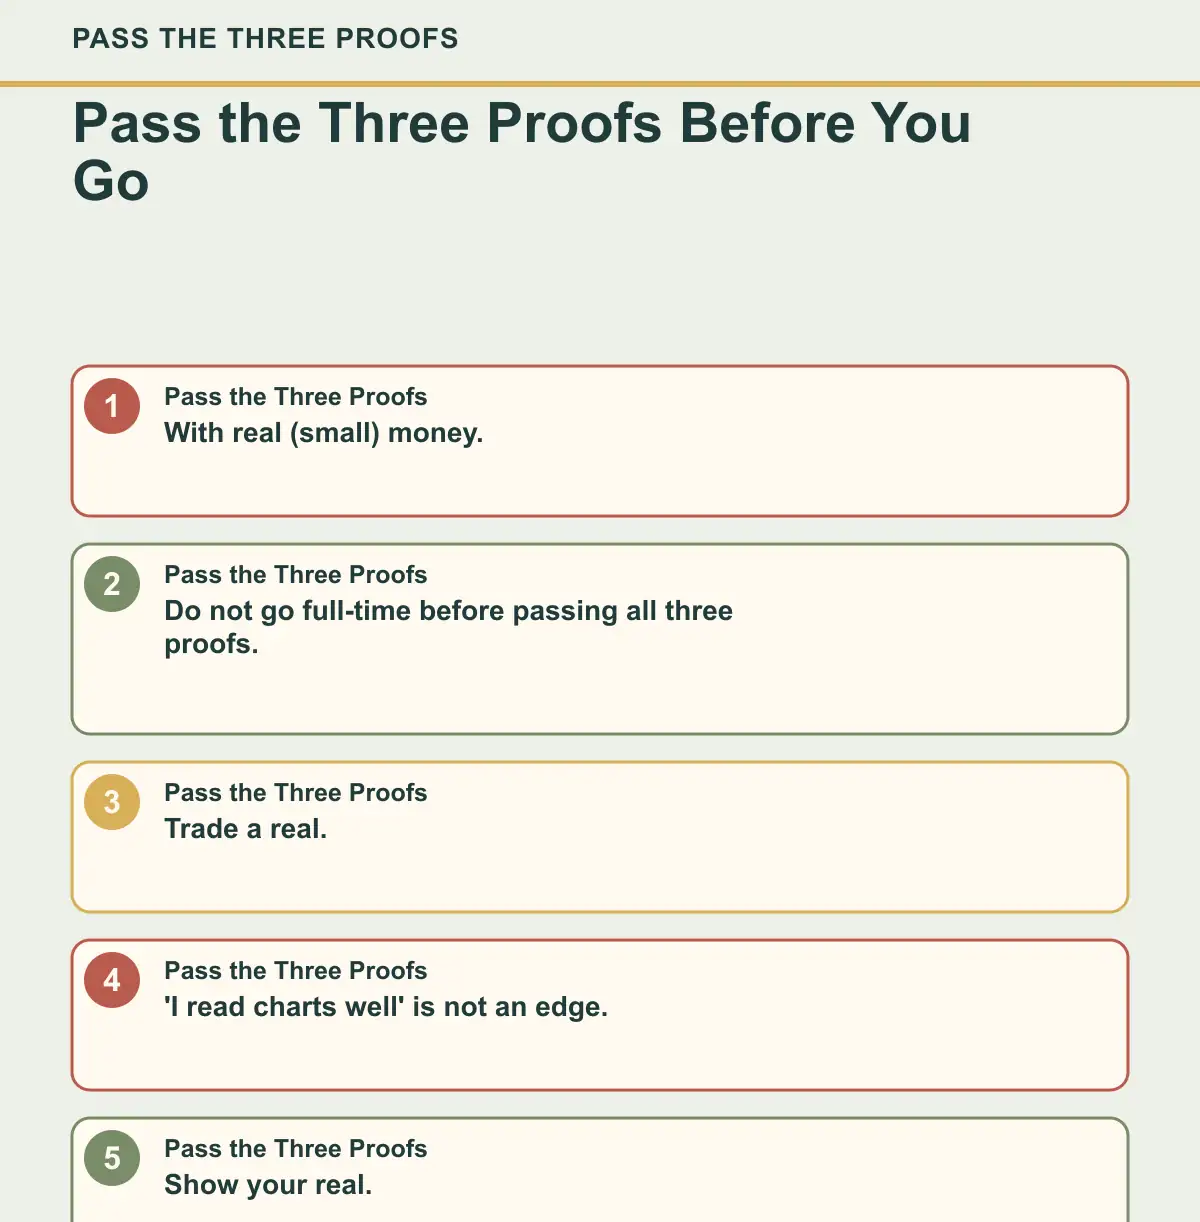 PASS THE THREE PROOFS
Pass the Three Proofs Before You
Go
1
Pass the Three Proofs
With real (small) money.
2
Pass the Three Proofs
Do not go full-time before passing all three
proofs.
3
Pass the Three Proofs
Trade a real.
4
Pass the Three Proofs
'I read charts well' is not an edge.
5
Pass the Three Proofs
Show your real.